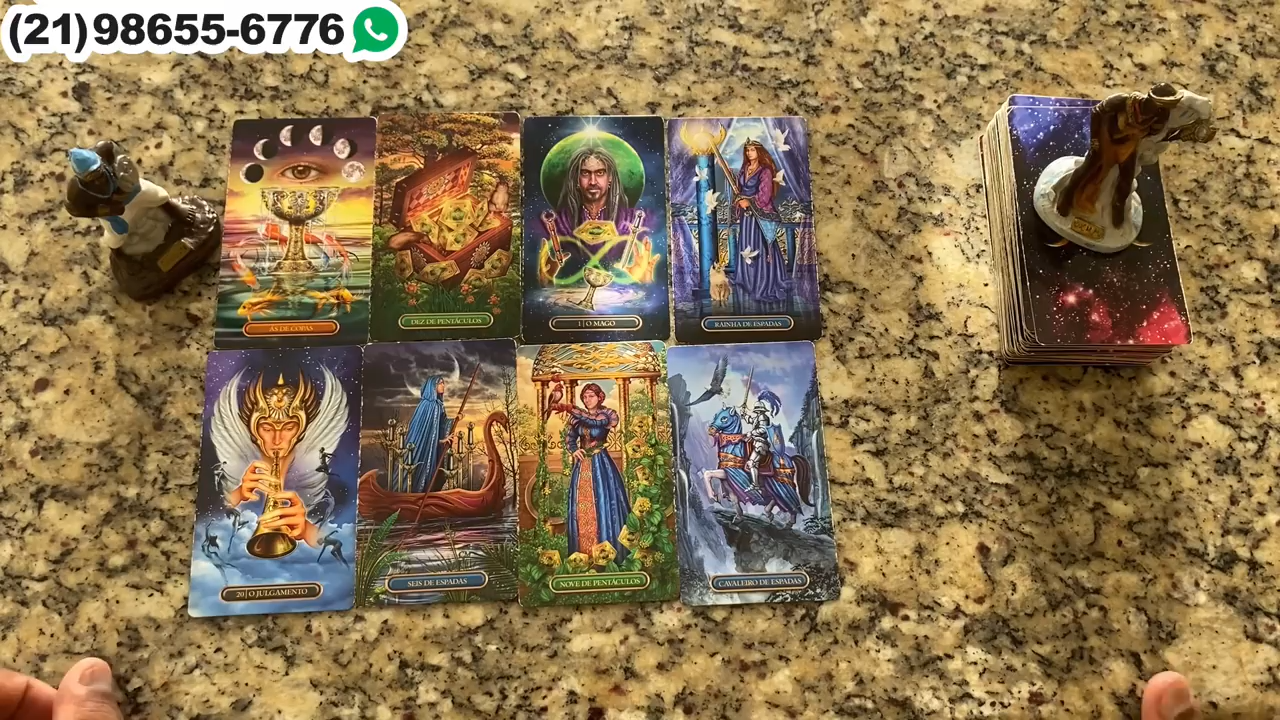 (21)98655-6776
ÁS DE COPAS
DEZ DE PENTÁCULOS
1 | O MAGO
RAINHA DE ESPADAS
20 | O JULGAMENTO
SEIS DE ESPADAS
NOVE DE PENTÁCULOS
CAVALEIRO DE ESPADAS